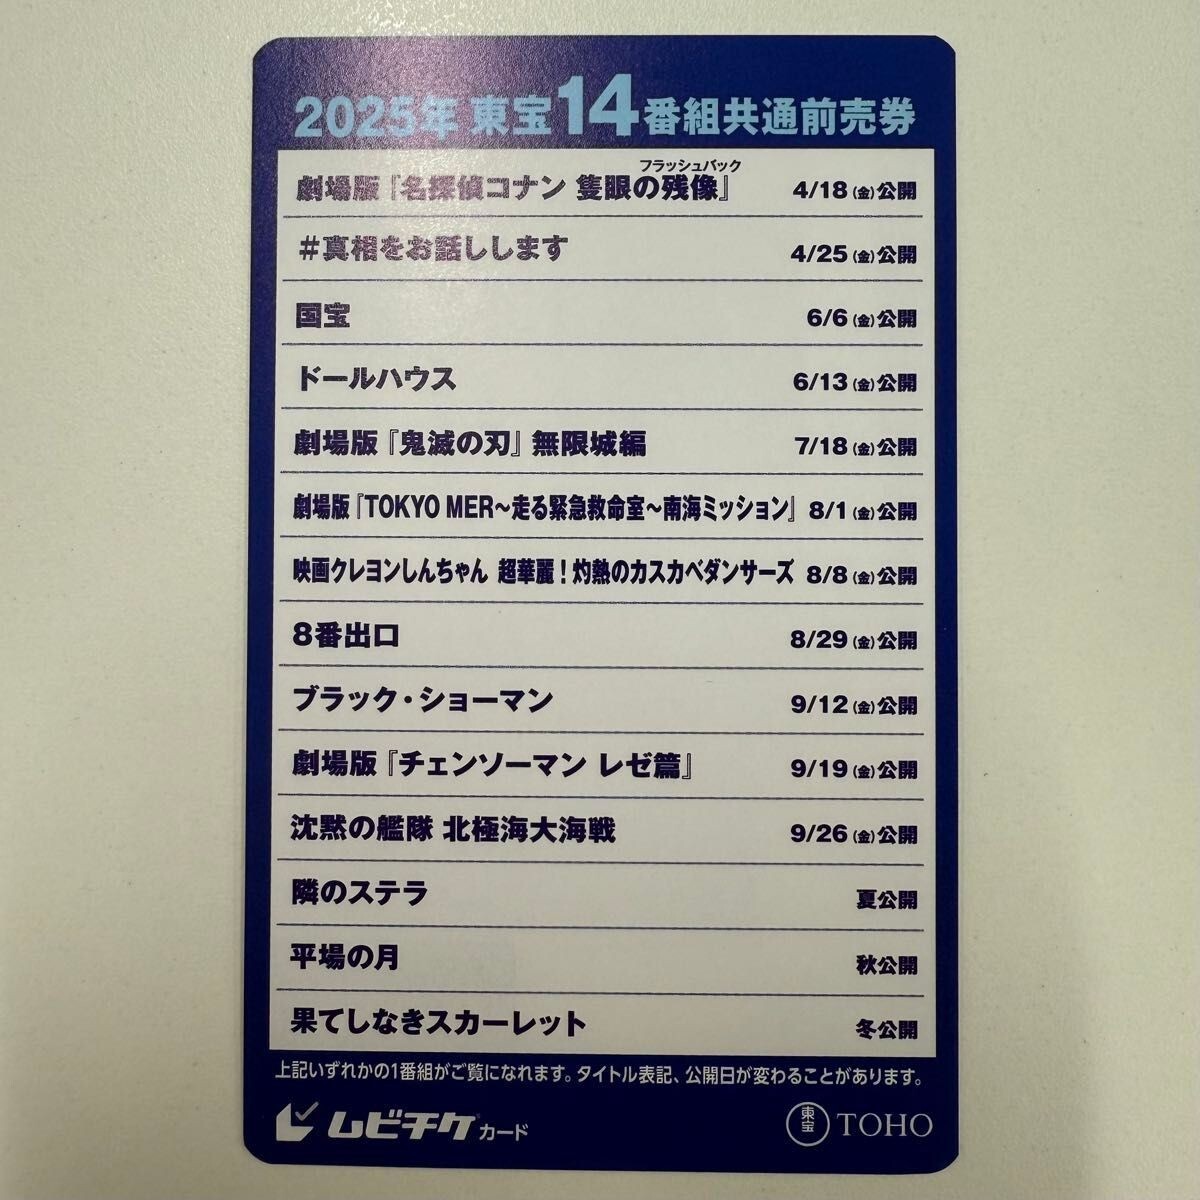 2025年 東宝14番組共通前売券
フラッシュバック
劇場版『名探偵コナン 隻眼の残像』 4/18(金)公開
#真相をお話しします 4/25(金)公開
国宝 6/6(金)公開
ドールハウス 6/13(金)公開
劇場版『鬼滅の刃』無限城編 7/18(金)公開
劇場版『TOKYO MER～走る緊急救命室～南海ミッション』 8/1(金)公開
映画クレヨンしんちゃん 超華麗！灼熱のカスカベダンサーズ 8/8(金)公開
8番出口 8/29(金)公開
ブラック・ショーマン 9/12(金)公開
劇場版『チェンソーマン レゼ篇』 9/19(金)公開
沈黙の艦隊 北極海大海戦 9/26(金)公開
隣のステラ 夏公開
平場の月 秋公開
果てしなきスカーレット 冬公開
上記いずれかの1番組がご覧になれます。タイトル表記、公開日が変わることがあります。
ムビチケカード 東宝 TOHO